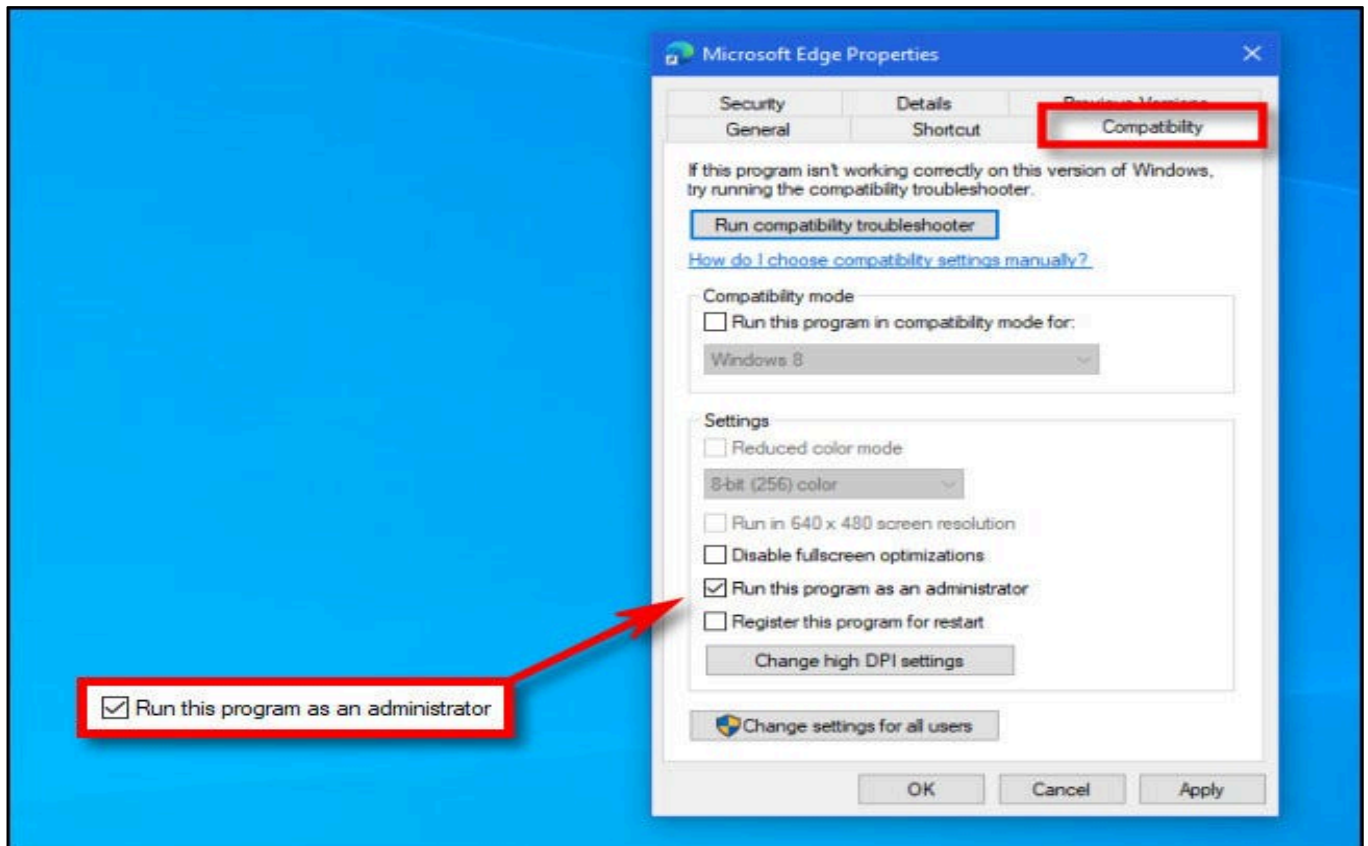 Microsoft Edge Properties
Security Details Previous Versions
General Shortcut Compatibility
If this program isn't working correctly on this version of Windows,
try running the compatibility troubleshooter.
Run compatibility troubleshooter
How do I choose compatibility settings manually?
Compatibility mode
Run this program in compatibility mode for:
Windows 8
Settings
Reduced color mode
8-bit (256) color
Run in 640 x 480 screen resolution
Disable fullscreen optimizations
Run this program as an administrator
Register this program for restart
Change high DPI settings
Run this program as an administrator
Change settings for all users
OK Cancel Apply